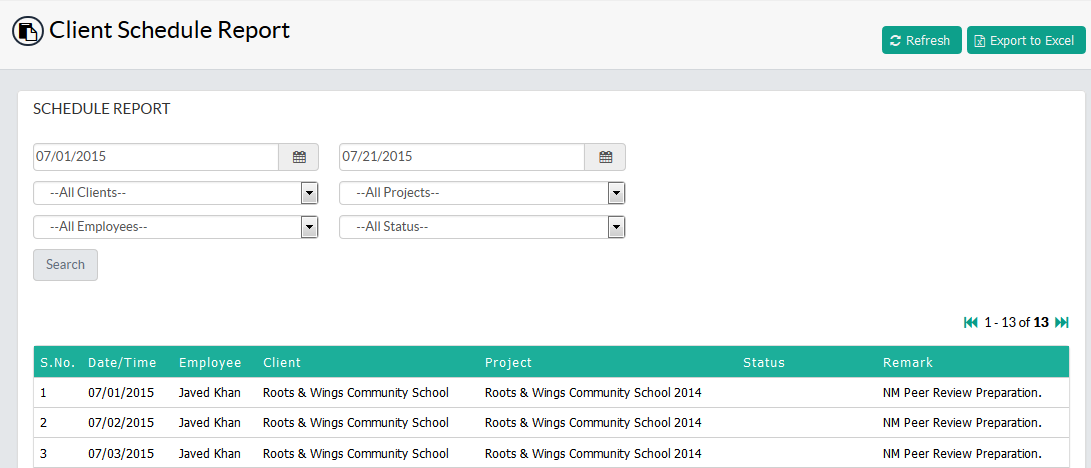 Client Schedule Report
Refresh Export to Excel
SCHEDULE REPORT
07/01/2015 07/21/2015
--All Clients-- --All Projects--
--All Employees-- --All Status--
Search
1 - 13 of 13
S.No. Date/Time Employee Client Project Status Remark
1 07/01/2015 Javed Khan Roots & Wings Community School Roots & Wings Community School 2014 NM Peer Review Preparation.
2 07/02/2015 Javed Khan Roots & Wings Community School Roots & Wings Community School 2014 NM Peer Review Preparation.
3 07/03/2015 Javed Khan Roots & Wings Community School Roots & Wings Community School 2014 NM Peer Review Preparation.